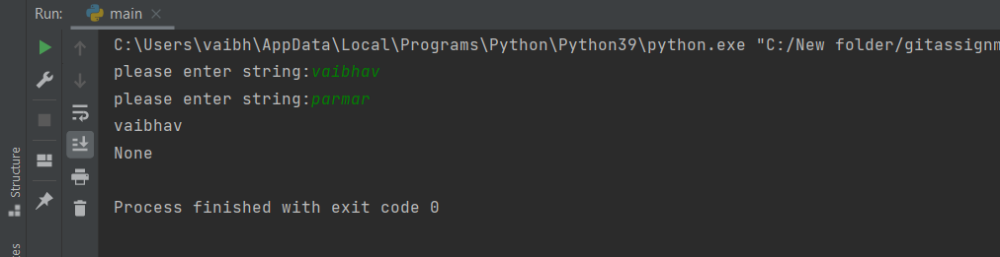 Run: main
C:\Users\vaibh\AppData\Local\Programs\Python\Python39\python.exe "C:/New folder/gitassignm
please enter string:vaibhav
please enter string:parmar
vaibhav
None
Process finished with exit code 0
Structure